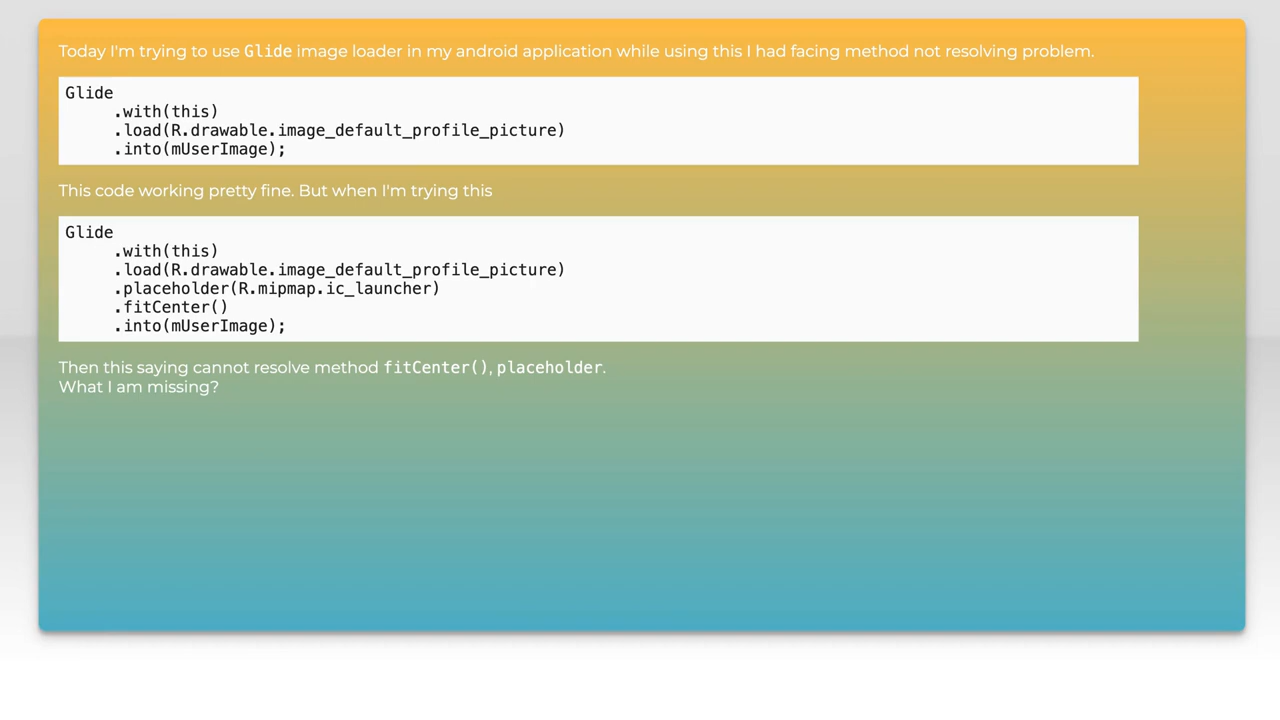 Today I'm trying to use Glide image loader in my android application while using this I had facing method not resolving problem.
Glide
.with(this)
.load(R.drawable.image_default_profile_picture)
.into(mUserImage);
This code working pretty fine. But when I'm trying this
Glide
.with(this)
.load(R.drawable.image_default_profile_picture)
.placeholder(R.mipmap.ic_launcher)
.fitCenter()
.into(mUserImage);
Then this saying cannot resolve method fitCenter(), placeholder.
What I am missing?